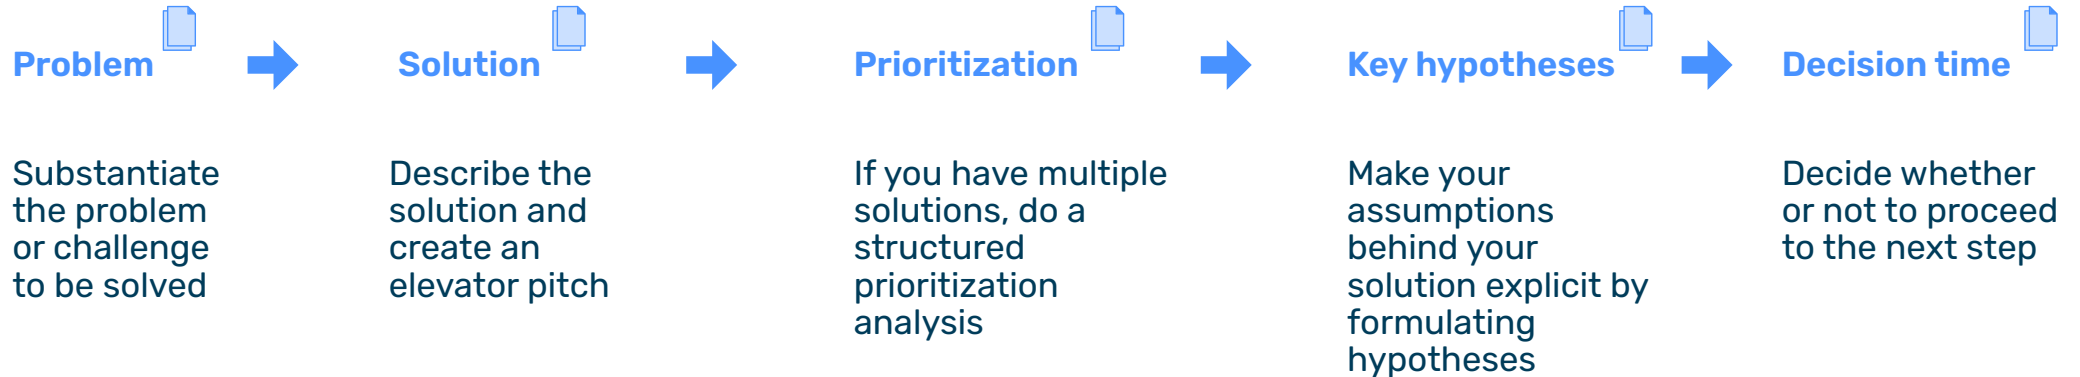 Problem
Solution
Prioritization
Key hypotheses
Decision time
Substantiate
the problem
or challenge
to be solved
Describe the
solution and
create an
elevator pitch
If you have multiple
solutions, do a
structured
prioritization
analysis
Make your
assumptions
behind your
solution explicit by
formulating
hypotheses
Decide whether
or not to proceed
to the next step